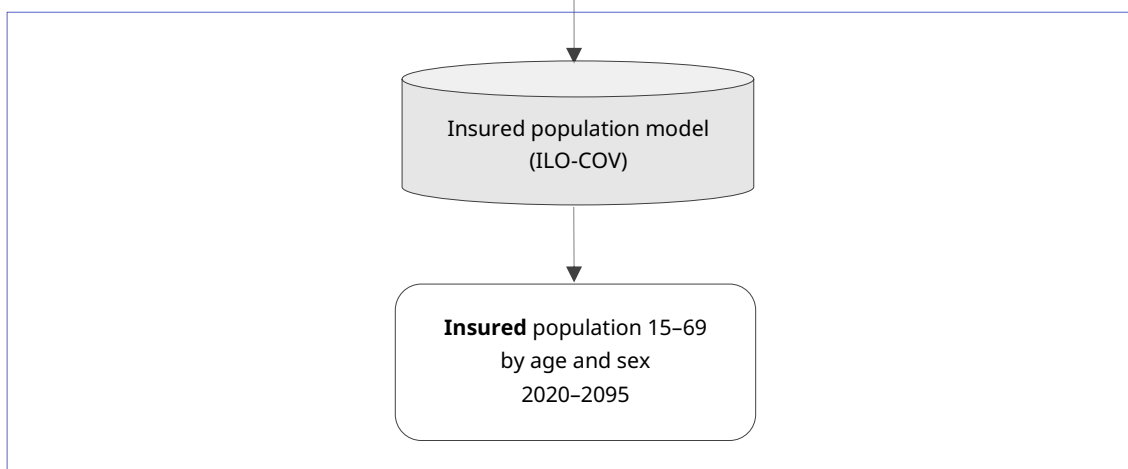 Insured population model
(ILO-COV)
Insured population 15–69
by age and sex
2020–2095